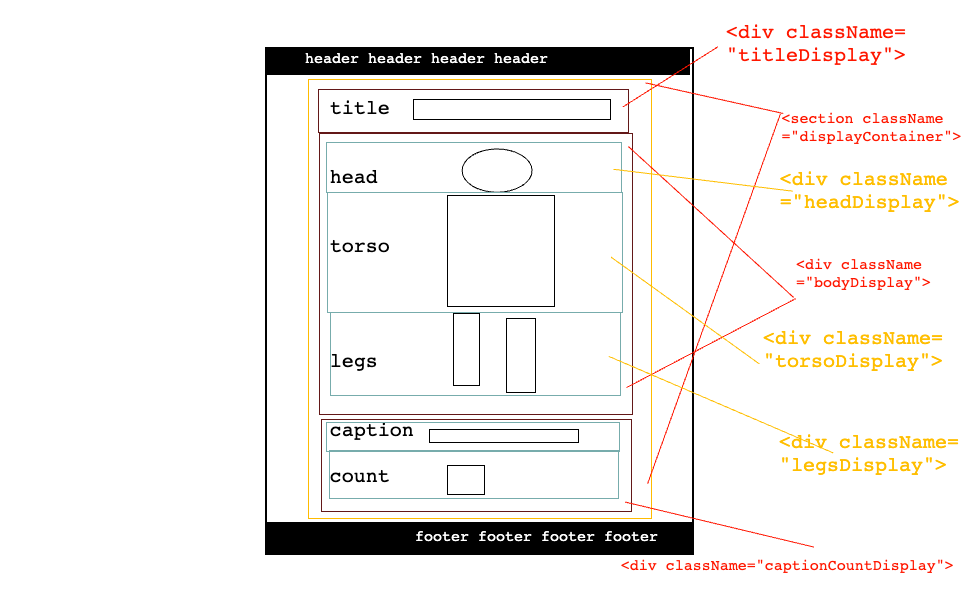 <div className=
"titleDisplay">
header header header header
title
<section className
="displayContainer">
head
<div className
="headDisplay">
torso
<div className
="bodyDisplay">
<div className=
"torsoDisplay">
legs
caption
<div className=
"legsDisplay">
count
footer footer footer footer
<div className="captionCountDisplay">